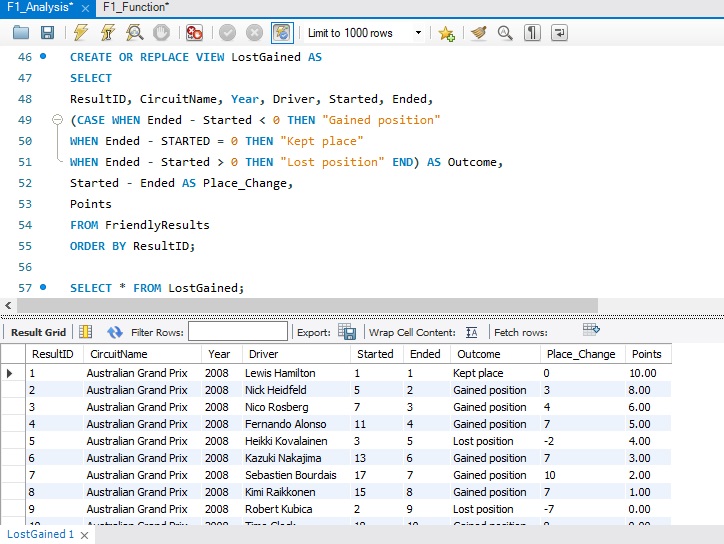 F1_Analysis* F1_Function*
Limit to 1000 rows
46 CREATE OR REPLACE VIEW LostGained AS
47 SELECT
48 ResultID, CircuitName, Year, Driver, Started, Ended,
49 (CASE WHEN Ended - Started < 0 THEN "Gained position"
50 WHEN Ended - STARTED = 0 THEN "Kept place"
51 WHEN Ended - Started > 0 THEN "Lost position" END) AS Outcome,
52 Started - Ended AS Place_Change,
53 Points
54 FROM FriendlyResults
55 ORDER BY ResultID;
56
57 SELECT * FROM LostGained;
Result Grid Filter Rows: Export: Wrap Cell Content: Fetch rows:
ResultID CircuitName Year Driver Started Ended Outcome Place_Change Points
1 Australian Grand Prix 2008 Lewis Hamilton 1 1 Kept place 0 10.00
2 Australian Grand Prix 2008 Nick Heidfeld 5 2 Gained position 3 8.00
3 Australian Grand Prix 2008 Nico Rosberg 7 3 Gained position 4 6.00
4 Australian Grand Prix 2008 Fernando Alonso 11 4 Gained position 7 5.00
5 Australian Grand Prix 2008 Heikki Kovalainen 3 5 Lost position -2 4.00
6 Australian Grand Prix 2008 Kazuki Nakajima 13 6 Gained position 7 3.00
7 Australian Grand Prix 2008 Sebastien Bourdais 17 7 Gained position 10 2.00
8 Australian Grand Prix 2008 Kimi Raikkonen 15 8 Gained position 7 1.00
9 Australian Grand Prix 2008 Robert Kubica 2 9 Lost position -7 0.00
LostGained 1